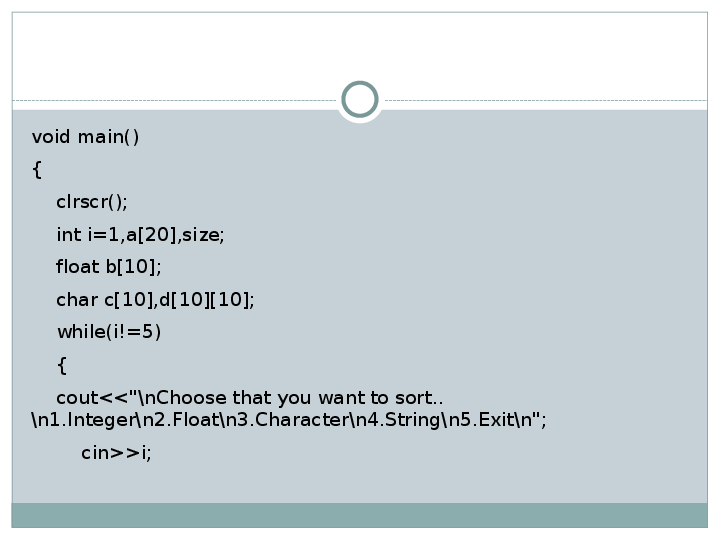 void main()
{
clrscr();
int i=1,a[20],size;
float b[10];
char c[10],d[10][10];
while(i!=5)
{
cout<<"\nChoose that you want to sort..
\n1.Integer\n2.Float\n3.Character\n4.String\n5.Exit\n";
cin>>i;